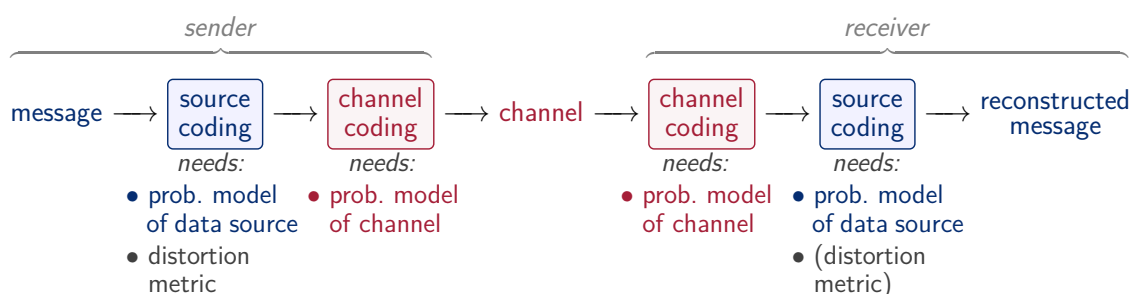 sender
receiver
message
source
coding
channel
coding
channel
channel
coding
source
coding
reconstructed
message
needs:
needs:
needs:
needs:
• prob. model
of data source
• distortion
metric
• prob. model
of channel
• prob. model
of channel
• prob. model
of data source
• (distortion
metric)